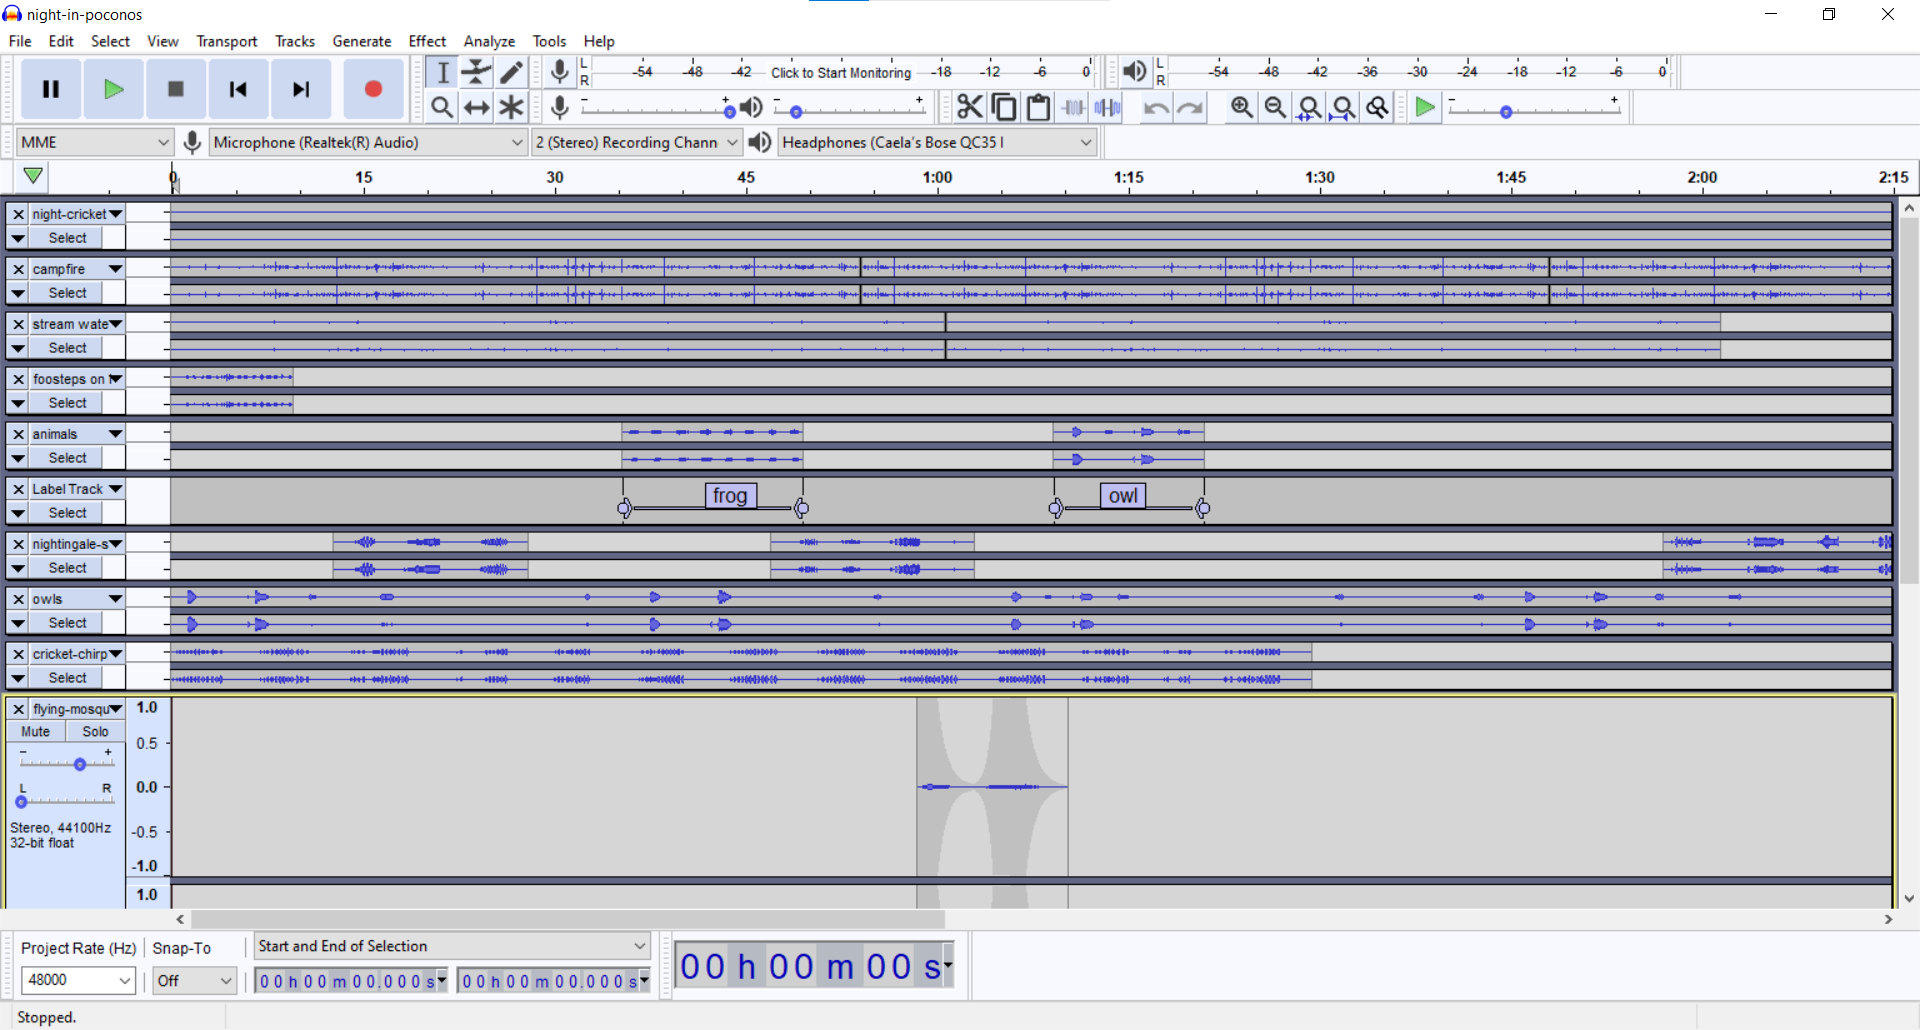 night-in-poconos
File Edit Select View Transport Tracks Generate Effect Analyze Tools Help
L -54 -48 -42 Click to Start Monitoring -18 -12 -6 0 L -54 -48 -42 -36 -30 -24 -18 -12 -6 0
R R
- + - + - +
MME Microphone (Realtek(R) Audio) 2 (Stereo) Recording Chann Headphones (Caela's Bose QC35 I
0 15 30 45 1:00 1:15 1:30 1:45 2:00 2:15
night-cricket
Select
campfire
Select
stream wate
Select
foosteps on
Select
animals
Select
Label Track frog owl
Select
nightingale-s
Select
owls
Select
cricket-chirp
Select
flying-mosqu 1.0
Mute Solo
- + 0.5
L R 0.0
Stereo, 44100Hz -0.5
32-bit float
-1.0
1.0
Project Rate (Hz) Snap-To Start and End of Selection
48000 Off 00 h 00 m 00.000 s 00 h 00 m 00.000 s 00 h 00 m 00 s
Stopped.